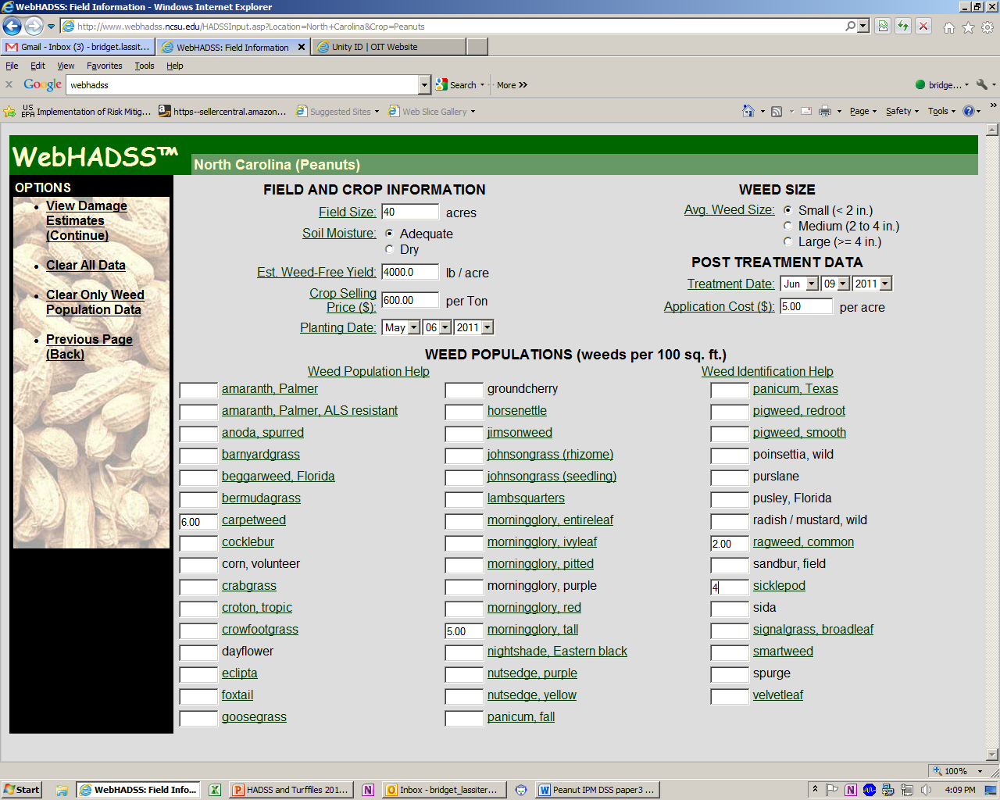 WebHADSS: Field Information - Windows Internet Explorer
http://www.webhadss.ncsu.edu/HADSSInput.asp?Location=North+Carolina&Crop=Peanuts
Gmail - Inbox (3) - bridget.lassit... WebHADSS: Field Information Unity ID | OIT Website
File Edit View Favorites Tools Help
Google webhadss Search More >> bridge...
US EPA Implementation of Risk Mitig... https--sellercentral.amazon... Suggested Sites Web Slice Gallery Page Safety Tools
WebHADSS™
North Carolina (Peanuts)
OPTIONS
View Damage
Estimates
(Continue)
Clear All Data
Clear Only Weed
Population Data
Previous Page
(Back)
FIELD AND CROP INFORMATION
Field Size: 40 acres
Soil Moisture: Adequate
Dry
Est. Weed-Free Yield: 4000.0 lb / acre
Crop Selling
Price ($): 600.00 per Ton
Planting Date: May 06 2011
WEED SIZE
Avg. Weed Size: Small (< 2 in.)
Medium (2 to 4 in.)
Large (>= 4 in.)
POST TREATMENT DATA
Treatment Date: Jun 09 2011
Application Cost ($): 5.00 per acre
WEED POPULATIONS (weeds per 100 sq. ft.)
Weed Population Help Weed Identification Help
amaranth, Palmer
amaranth, Palmer, ALS resistant
anoda, spurred
barnyardgrass
beggarweed, Florida
bermudagrass
6.00 carpetweed
cocklebur
corn, volunteer
crabgrass
croton, tropic
crowfootgrass
dayflower
eclipta
foxtail
goosegrass
groundcherry
horsenettle
jimsonweed
johnsongrass (rhizome)
johnsongrass (seedling)
lambsquarters
morningglory, entireleaf
morningglory, ivyleaf
morningglory, pitted
morningglory, purple
morningglory, red
5.00 morningglory, tall
nightshade, Eastern black
nutsedge, purple
nutsedge, yellow
panicum, fall
panicum, Texas
pigweed, redroot
pigweed, smooth
poinsettia, wild
purslane
pusley, Florida
radish / mustard, wild
2.00 ragweed, common
sandbur, field
4 sicklepod
sida
signalgrass, broadleaf
smartweed
spurge
velvetleaf
100%
Start WebHADSS: Field Info... HADSS and Turffiles 201... Inbox - bridget_lassiter... Peanut IPM DSS paper3 ... 4:09 PM